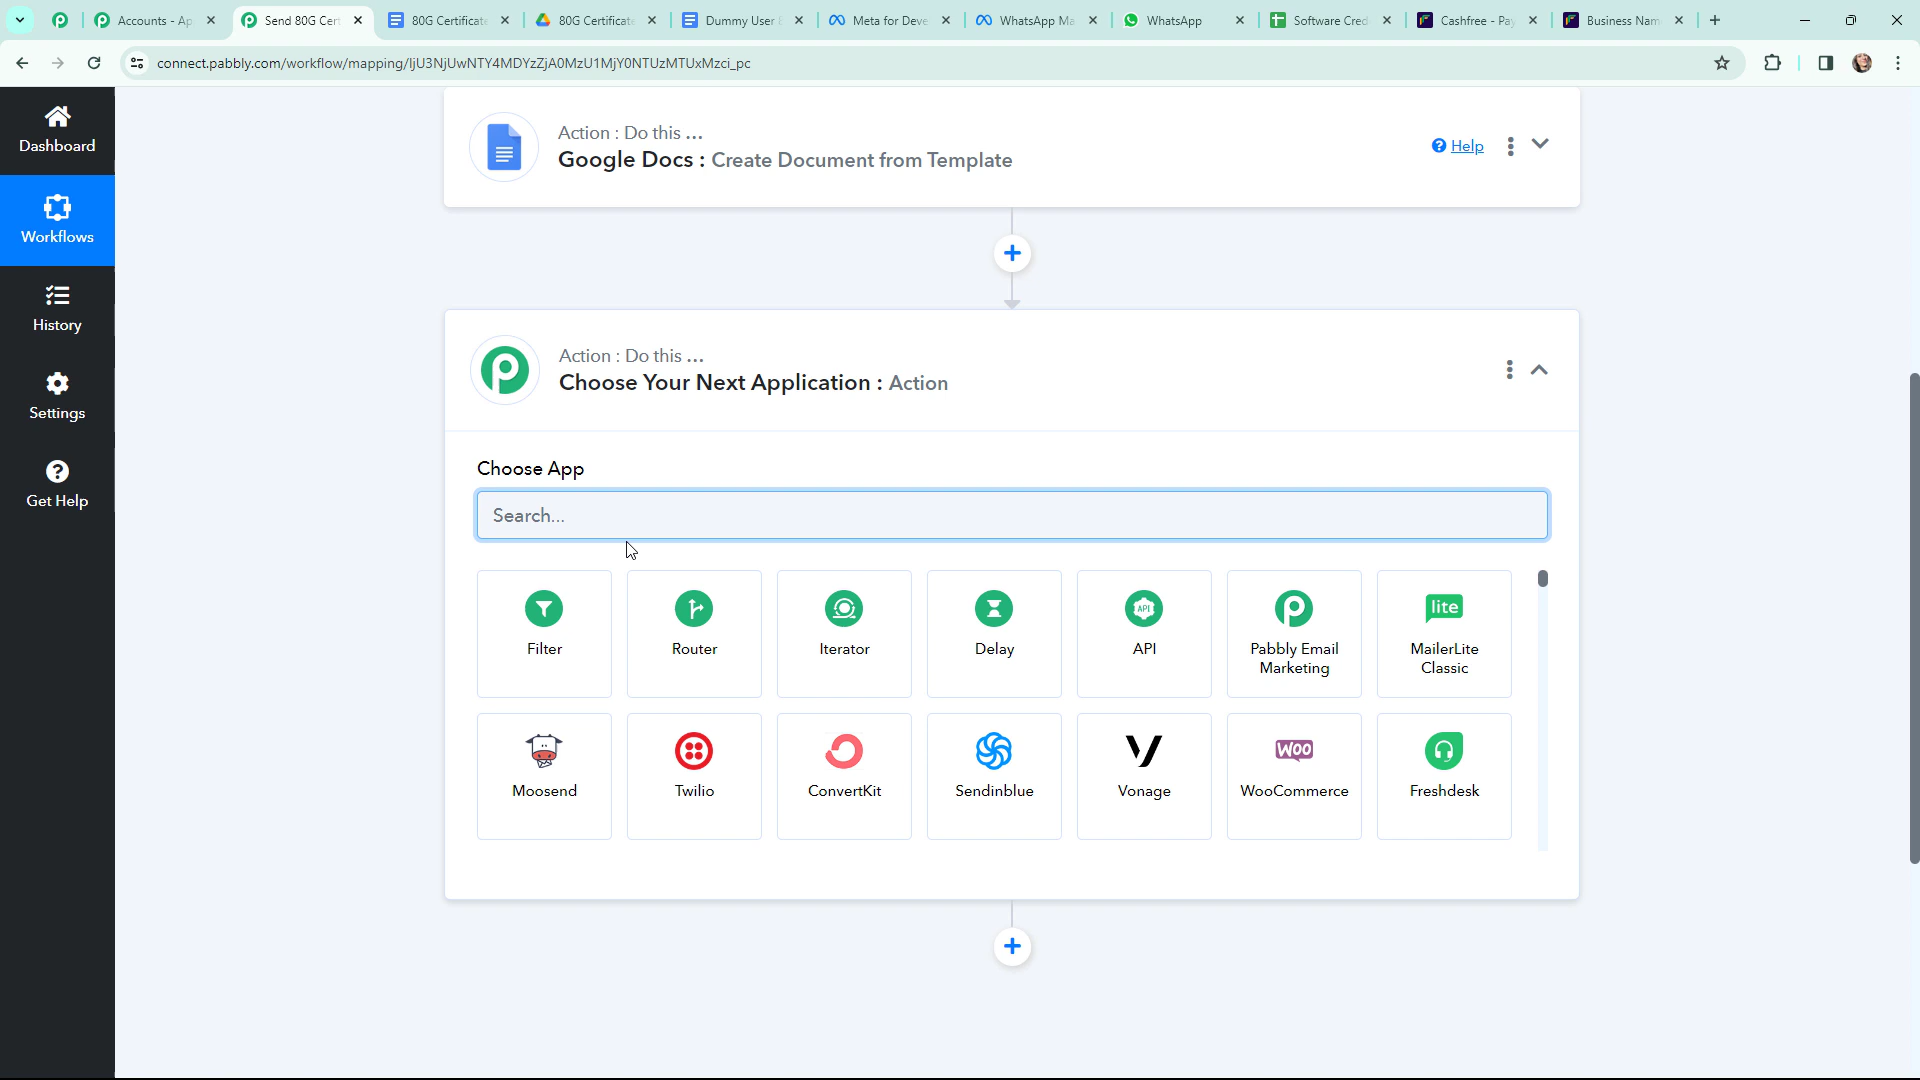 Accounts - Ap
Send 80G Cert
80G Certificate
80G Certificate
Dummy User
Meta for Deve
WhatsApp Ma
WhatsApp
Software Cred
Cashfree - Pay
Business Nam
connect.pabbly.com/workflow/mapping/IjU3NjUwNTY4MDYzZjA0MzU1MjY0NTUzMTUxMzci_pc
Dashboard
Workflows
History
Settings
Get Help
Action : Do this ...
Google Docs : Create Document from Template
Help
Action : Do this ...
Choose Your Next Application : Action
Choose App
Search...
Filter
Router
Iterator
Delay
API
API
Pabbly Email
Marketing
lite
MailerLite
Classic
Moosend
Twilio
ConvertKit
Sendinblue
Vonage
WOO
WooCommerce
Freshdesk